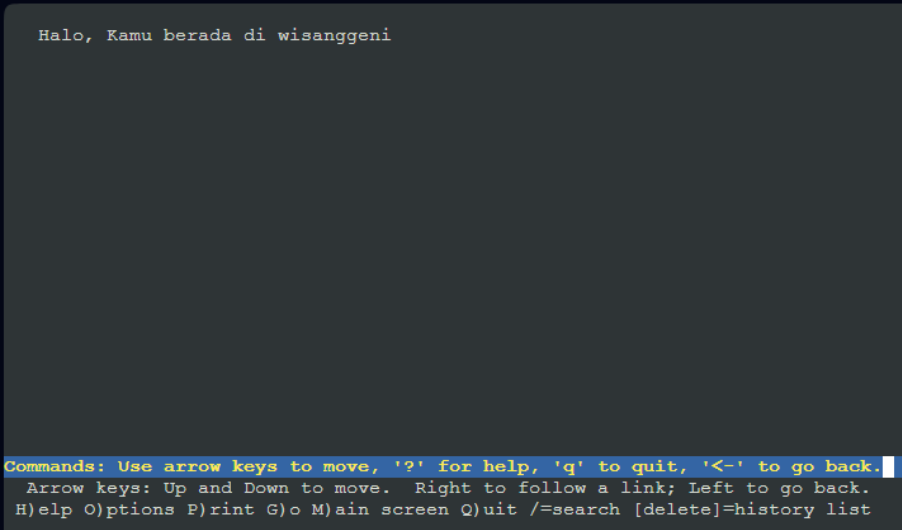 Halo, Kamu berada di wisanggeni
Commands: Use arrow keys to move, '?' for help, 'q' to quit, '<-' to go back.
Arrow keys: Up and Down to move.  Right to follow a link; Left to go back.
H)elp O)ptions P)rint G)o M)ain screen Q)uit /=search [delete]=history list